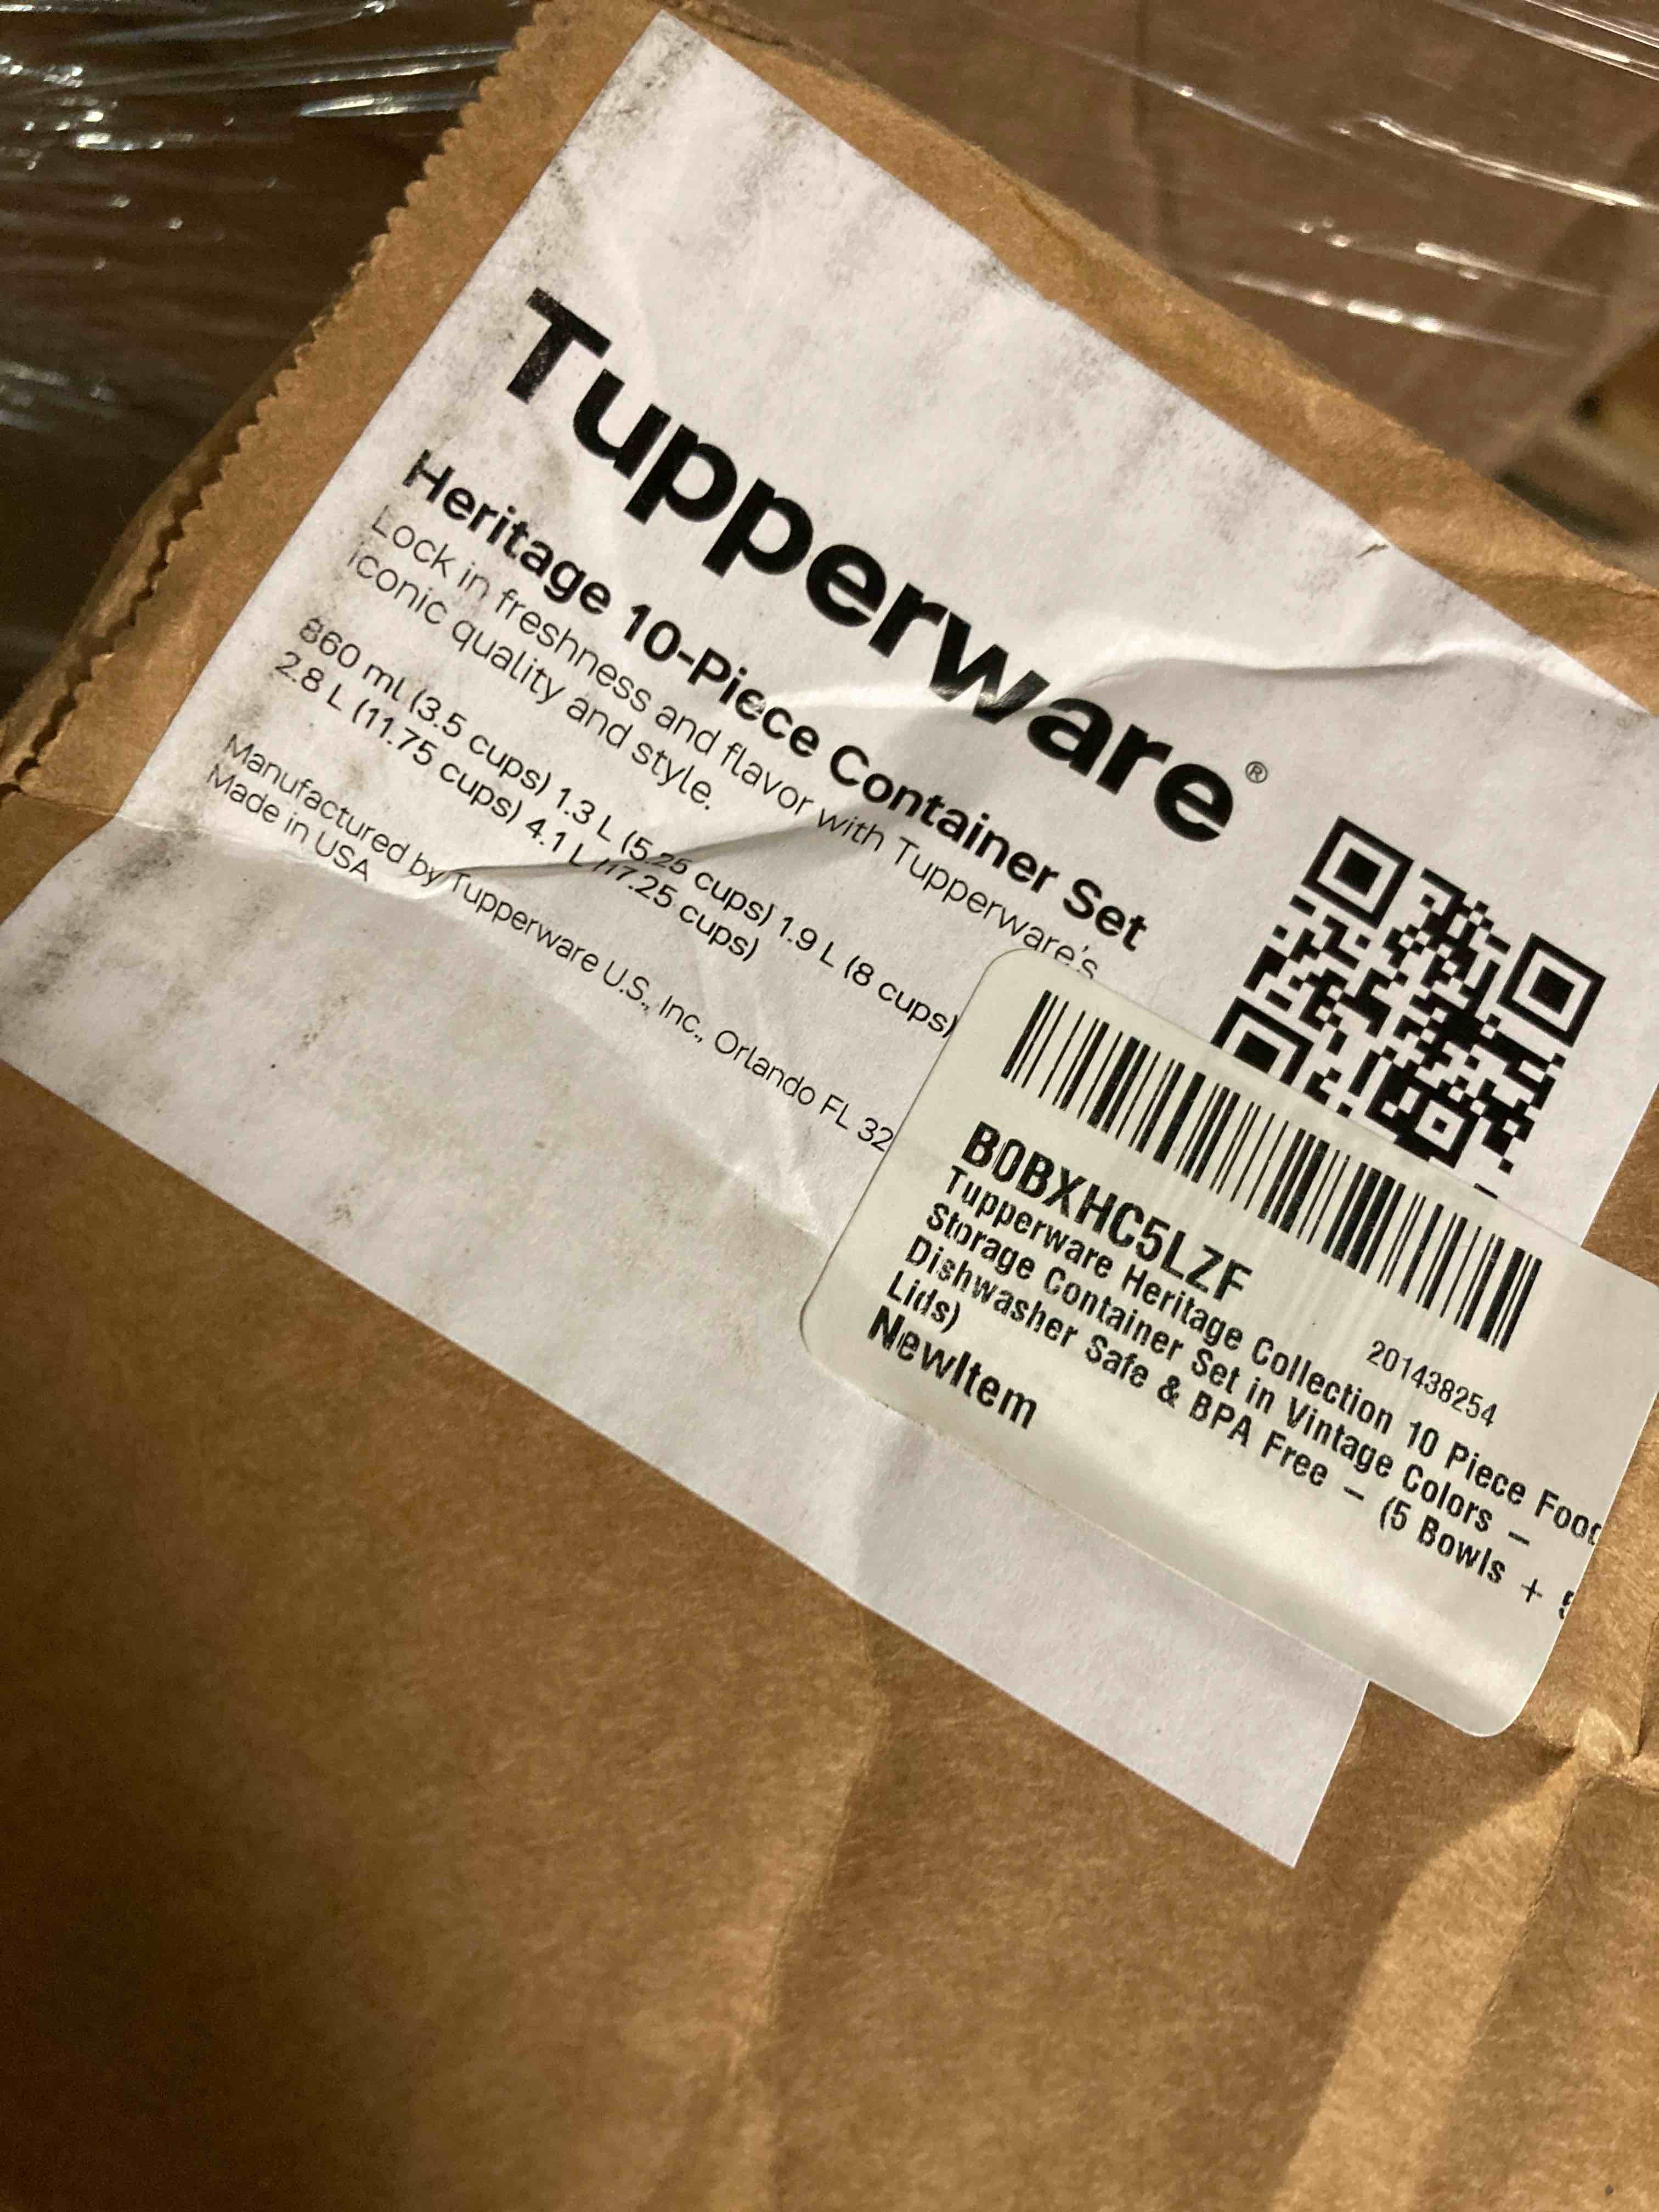 Tupperware®
Heritage 10-Piece Container Set
Lock in freshness and flavor with Tupperware's
iconic quality and style.
860 ml (3.5 cups) 1.3 L (5.25 cups) 1.9 L (8 cups)
2.8 L (11.75 cups) 4.1 L (17.25 cups)
Manufactured by Tupperware U.S., Inc., Orlando FL 32
Made in USA
B0BXHC5LZF
201438254
Tupperware Heritage Collection 10 Piece Food
Storage Container Set in Vintage Colors -
Dishwasher Safe & BPA Free - (5 Bowls + 5
Lids)
NewItem